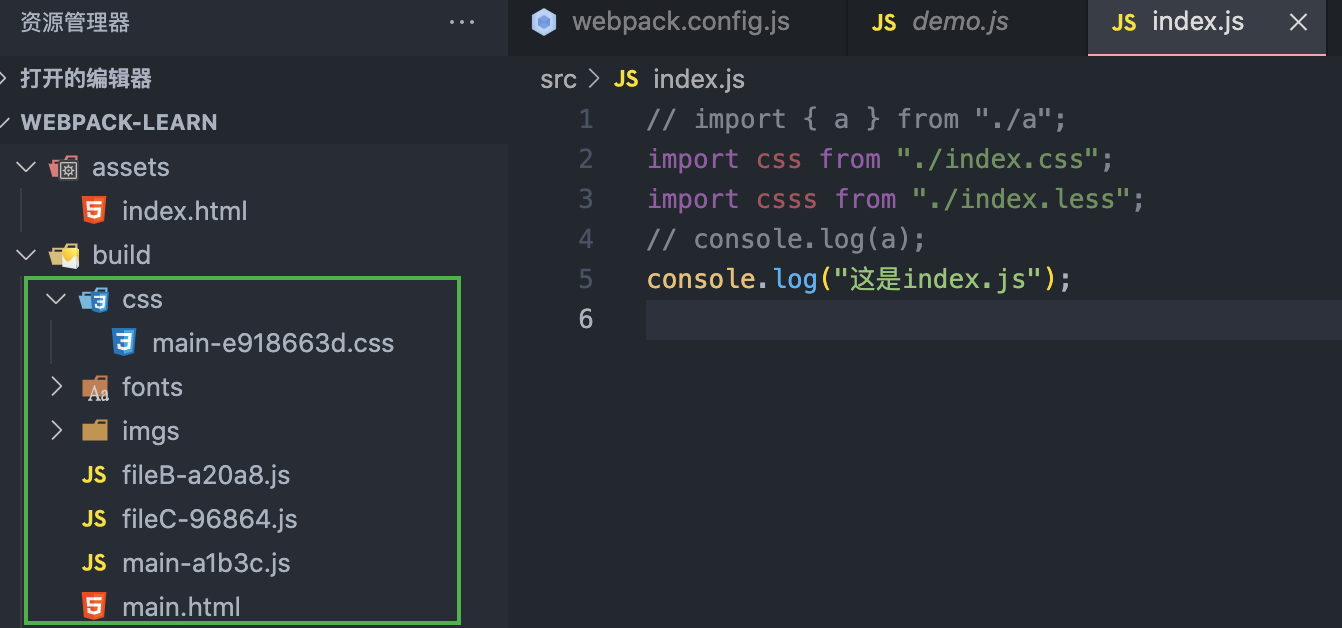 资源管理器
打开的编辑器
WEBPACK-LEARN
assets
index.html
build
css
main-e918663d.css
fonts
imgs
JS fileB-a20a8.js
JS fileC-96864.js
JS main-a1b3c.js
main.html
webpack.config.js JS demo.js JS index.js
src > JS index.js
1 // import { a } from "./a";
2 import css from "./index.css";
3 import csss from "./index.less";
4 // console.log(a);
5 console.log("这是index.js");
6